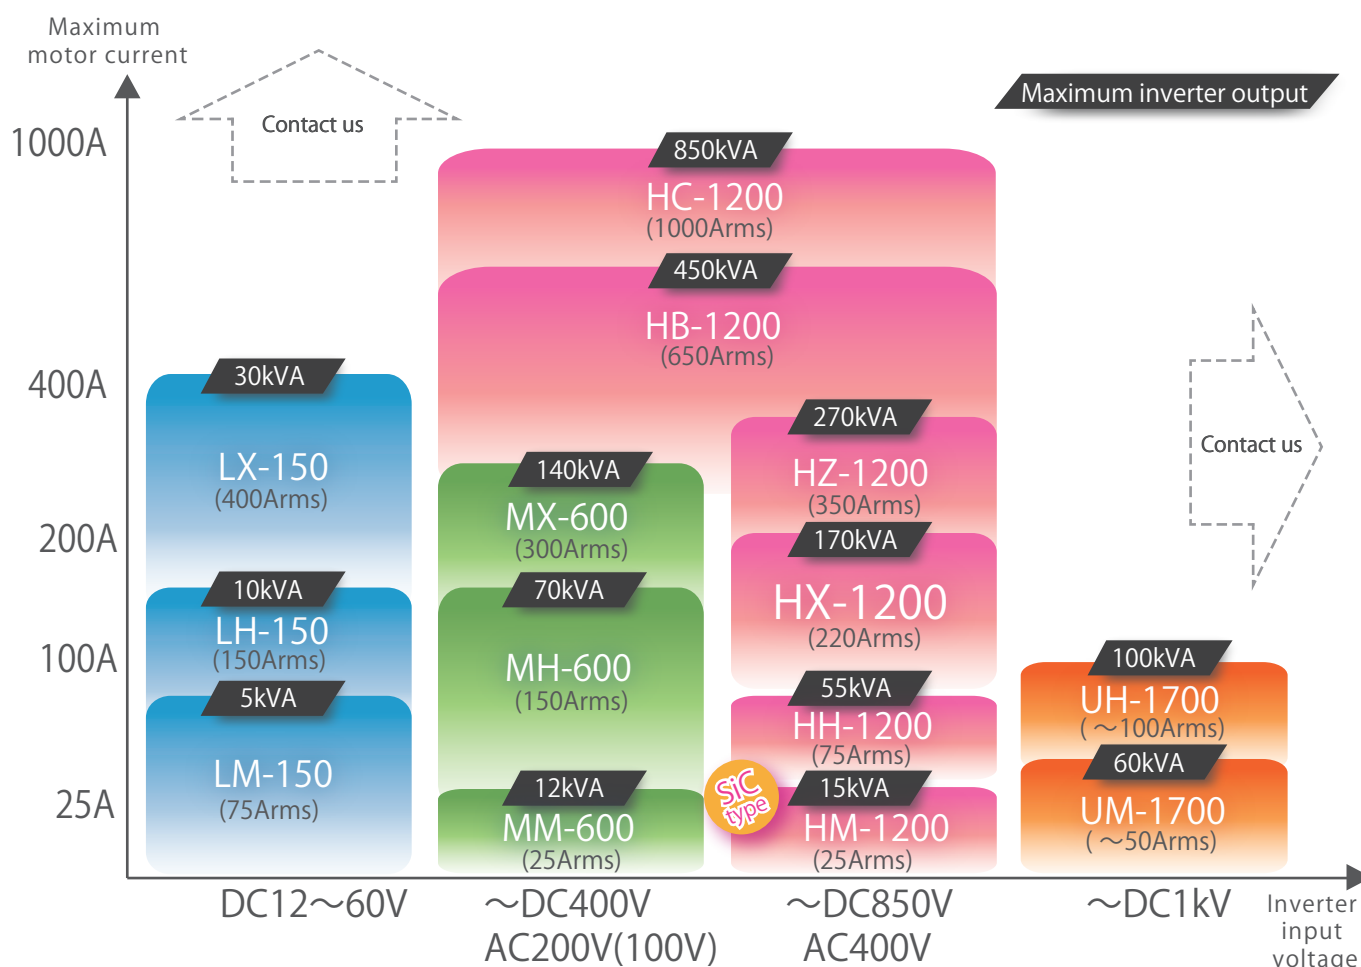 Maximum
motor current
Contact us
Maximum inverter output
1000A
850kVA
HC-1200
(1000Arms)
450kVA
HB-1200
(650Arms)
400A
30kVA
LX-150
(400Arms)
270kVA
HZ-1200
(350Arms)
Contact us
140kVA
MX-600
(300Arms)
200A
170kVA
HX-1200
(220Arms)
10kVA
LH-150
(150Arms)
70kVA
MH-600
(150Arms)
100A
100kVA
UH-1700
(～100Arms)
5kVA
LM-150
(75Arms)
55kVA
HH-1200
(75Arms)
60kVA
UM-1700
(～50Arms)
25A
12kVA
MM-600
(25Arms)
SiC
type
15kVA
HM-1200
(25Arms)
DC12～60V
～DC400V
AC200V(100V)
～DC850V
AC400V
～DC1kV
Inverter
input
voltage